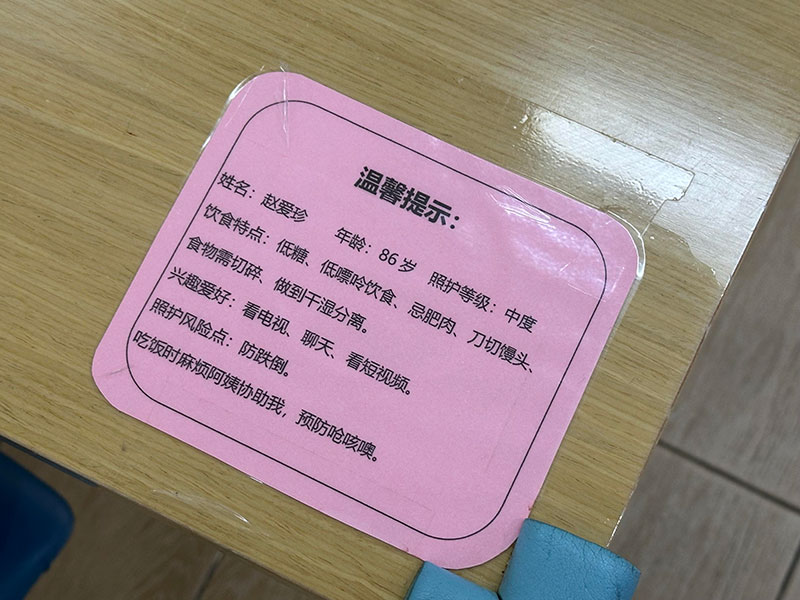 温馨提示：
姓名：赵爱珍 年龄：86岁 照护等级：中度
饮食特点：低糖、低嘌呤饮食、忌肥肉、刀切馒头、
食物需切碎、做到干湿分离。
兴趣爱好：看电视、聊天、看短视频。
照护风险点：防跌倒。
吃饭时麻烦阿姨协助我，预防呛咳噢。